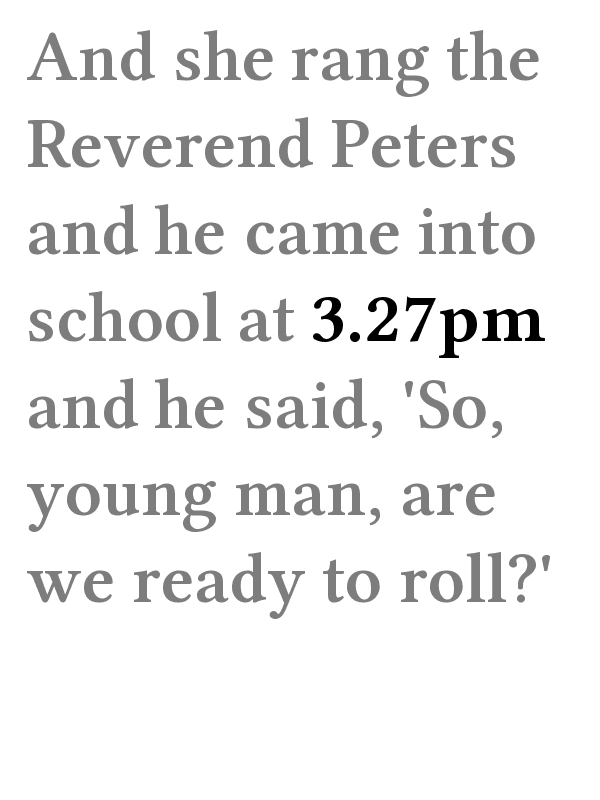 And she rang the
Reverend Peters
and he came into
school at 3.27pm
and he said, 'So,
young man, are
we ready to roll?'